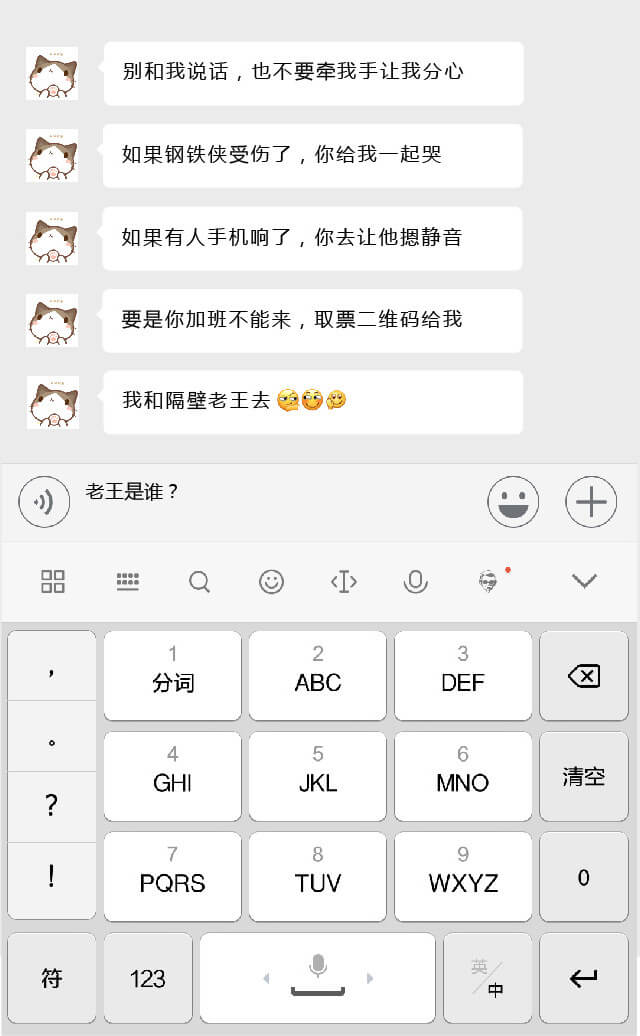 别和我说话，也不要牵我手让我分心
如果钢铁侠受伤了，你给我一起哭
如果有人手机响了，你去让他摁静音
要是你加班不能来，取票二维码给我
我和隔壁老王去
老王是谁？
，
1
分词
2
ABC
3
DEF
。
4
GHI
5
JKL
6
MNO
清空
？
7
PQRS
8
TUV
9
WXYZ
0
！
符
123
英/中